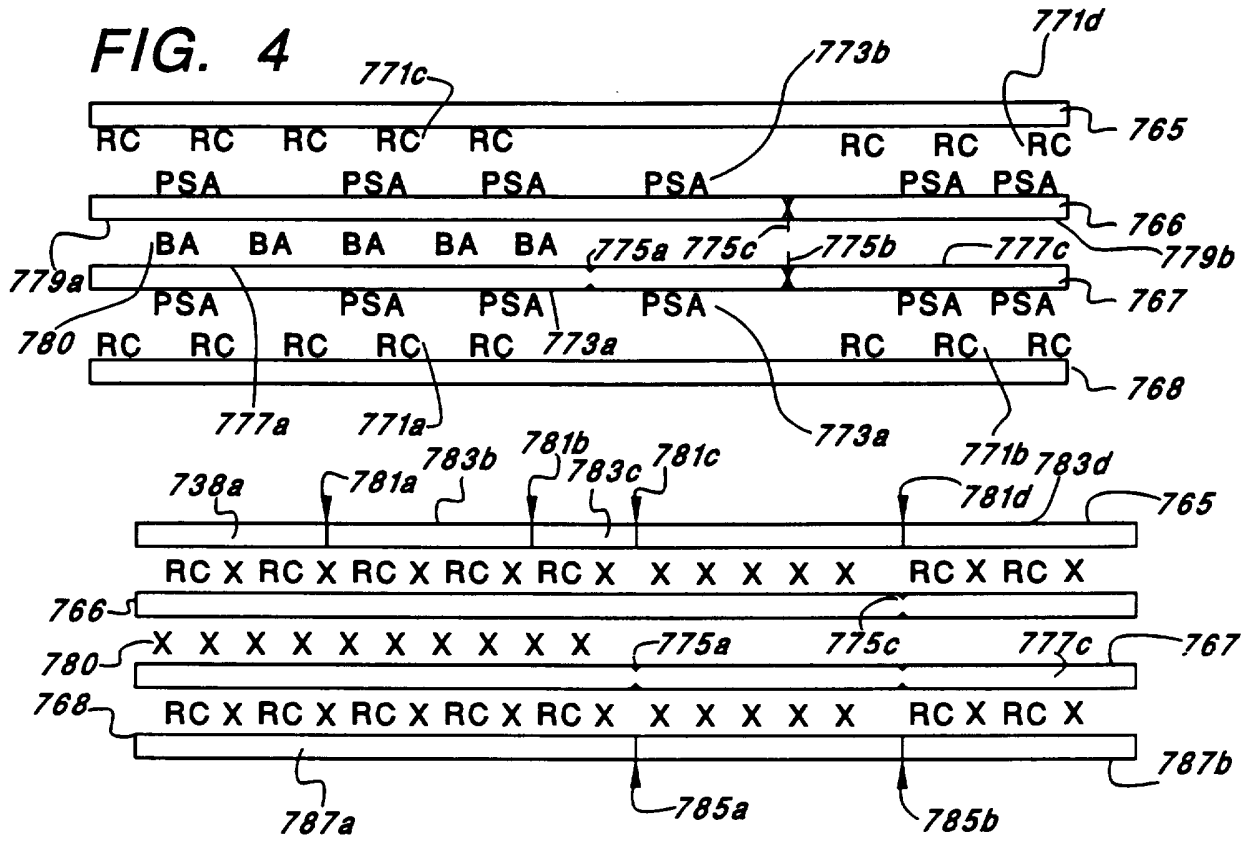 FIG. 4
771c
773b
771d
765
RC RC RC RC RC RC RC RC
PSA PSA PSA PSA PSA PSA
766
BA BA BA BA BA 775a 775c 775b 777c
779a 779b
767
PSA PSA PSA PSA PSA PSA
780
RC RC RC RC RC 773a RC RC RC
768
777a 771a 773a 771b
738a 781a 783b 781b 783c 781c 781d 783d 765
RC X RC X RC X RC X RC X X X X X X RC X RC X
766
X X X X X X X X X X 775a 775c 777c 767
780
768
RC X RC X RC X RC X RC X X X X X X RC X RC X
787a 785a 785b 787b